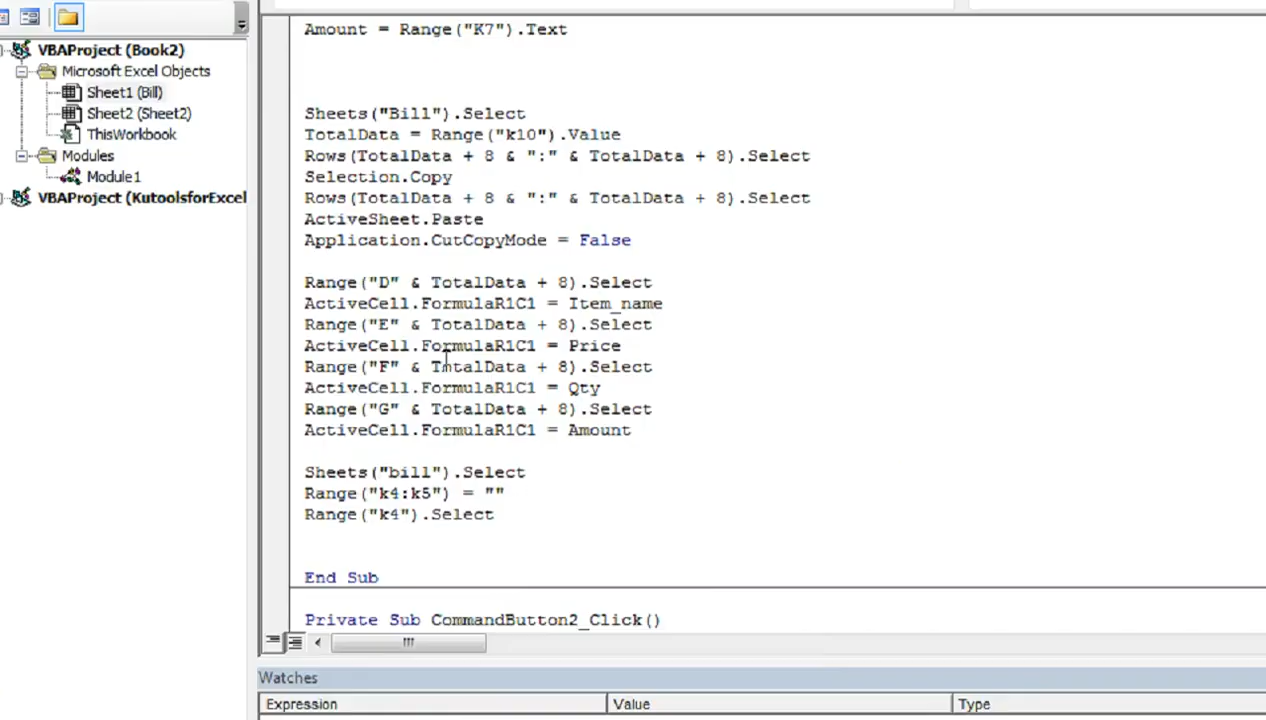 VBAProject (Book2)
Microsoft Excel Objects
Sheet1 (Bill)
Sheet2 (Sheet2)
ThisWorkbook
Modules
Module1
VBAProject (KutoolsforExcel
Amount = Range("K7").Text
Sheets("Bill").Select
TotalData = Range("k10").Value
Rows(TotalData + 8 & ":" & TotalData + 8).Select
Selection.Copy
Rows(TotalData + 8 & ":" & TotalData + 8).Select
ActiveSheet.Paste
Application.CutCopyMode = False
Range("D" & TotalData + 8).Select
ActiveCell.FormulaR1C1 = Item_name
Range("E" & TotalData + 8).Select
ActiveCell.FormulaR1C1 = Price
Range("F" & TotalData + 8).Select
ActiveCell.FormulaR1C1 = Qty
Range("G" & TotalData + 8).Select
ActiveCell.FormulaR1C1 = Amount
Sheets("bill").Select
Range("k4:k5") = ""
Range("k4").Select
End Sub
Private Sub CommandButton2_Click()
Watches
Expression Value Type